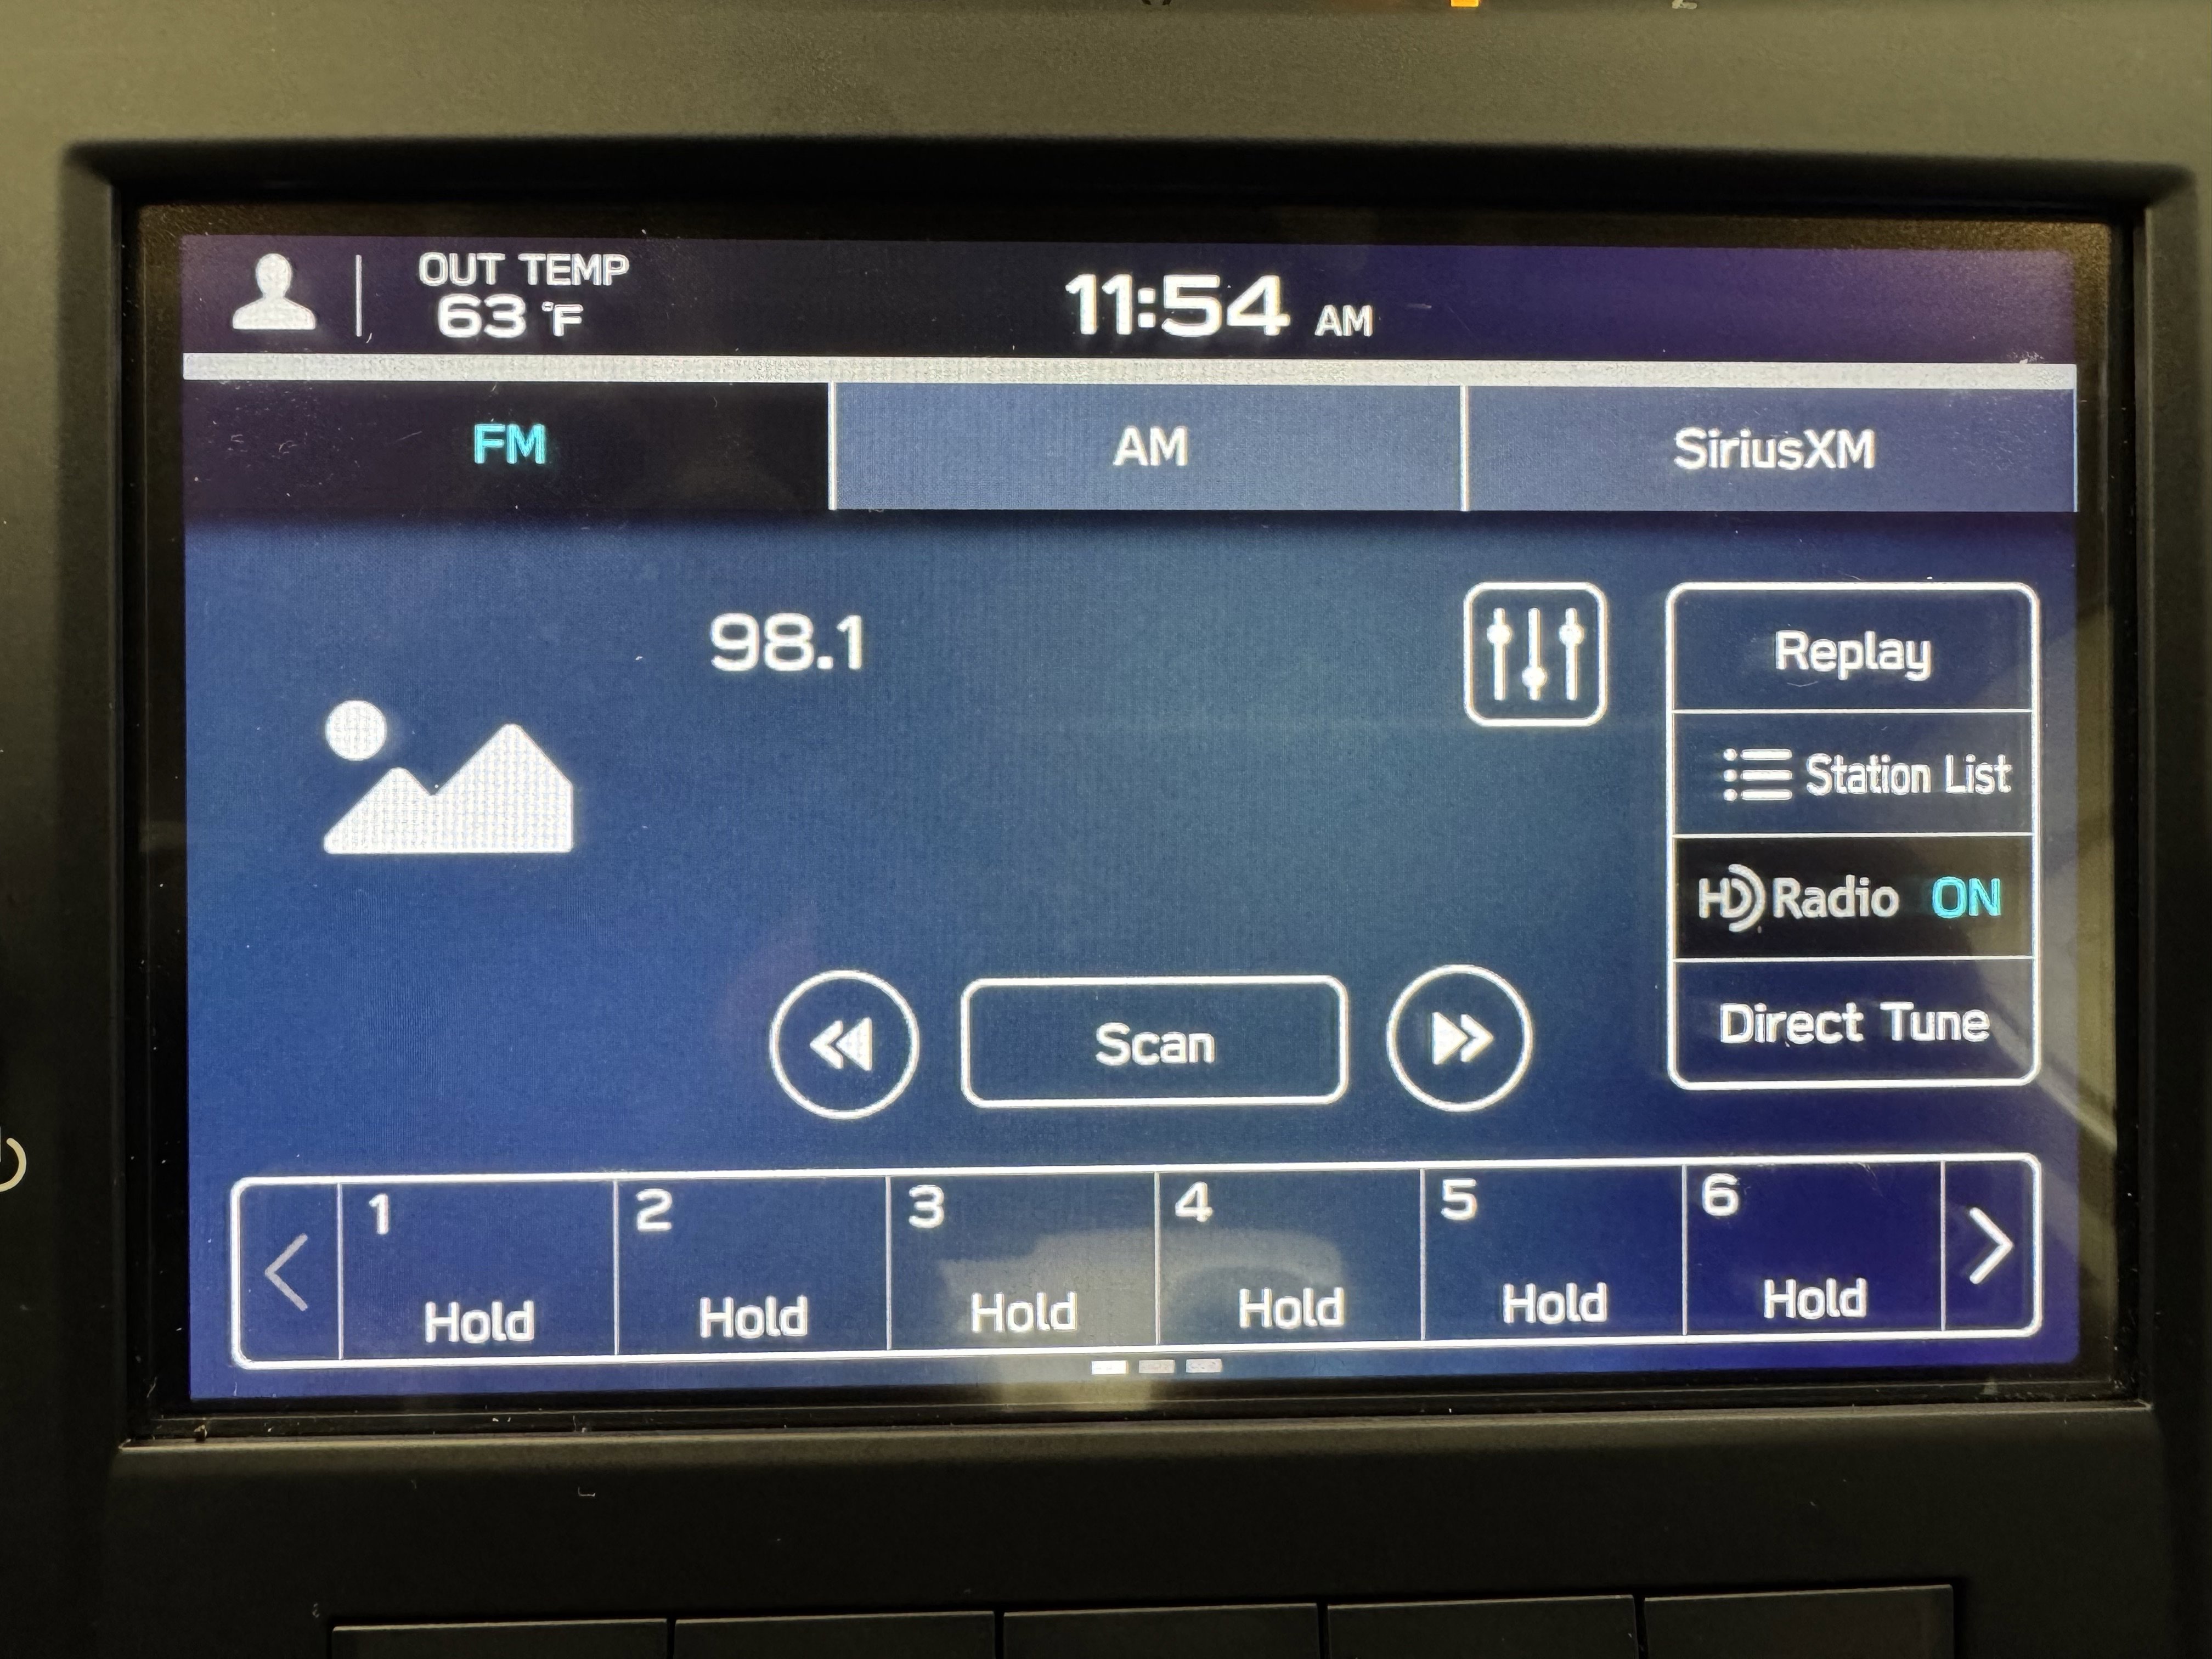 OUT TEMP
63 °F
11:54 AM
FM
AM
SiriusXM
98.1
Replay
Station List
HD Radio ON
Direct Tune
Scan
1
Hold
2
Hold
3
Hold
4
Hold
5
Hold
6
Hold